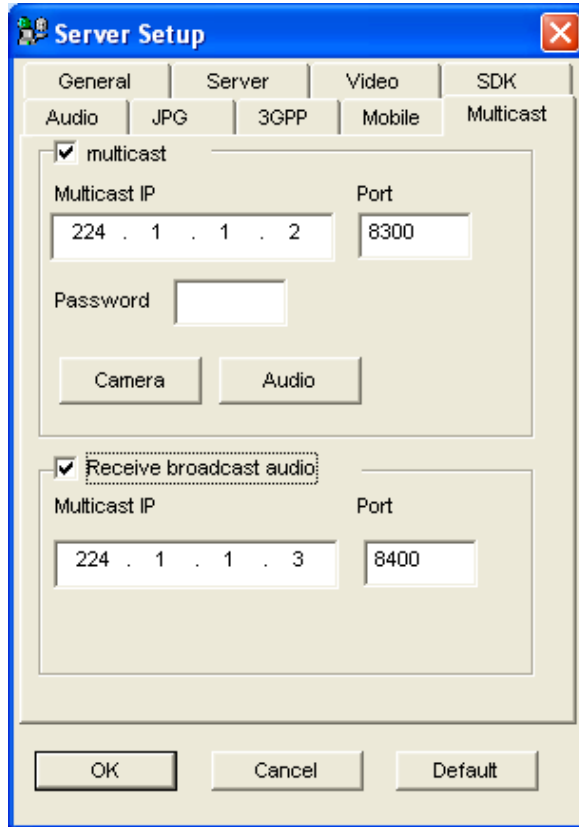 Server Setup
General Server Video SDK
Audio JPG 3GPP Mobile Multicast
multicast
Multicast IP Port
224 . 1 . 1 . 2 8300
Password
Camera Audio
Receive broadcast audio
Multicast IP Port
224 . 1 . 1 . 3 8400
OK Cancel Default